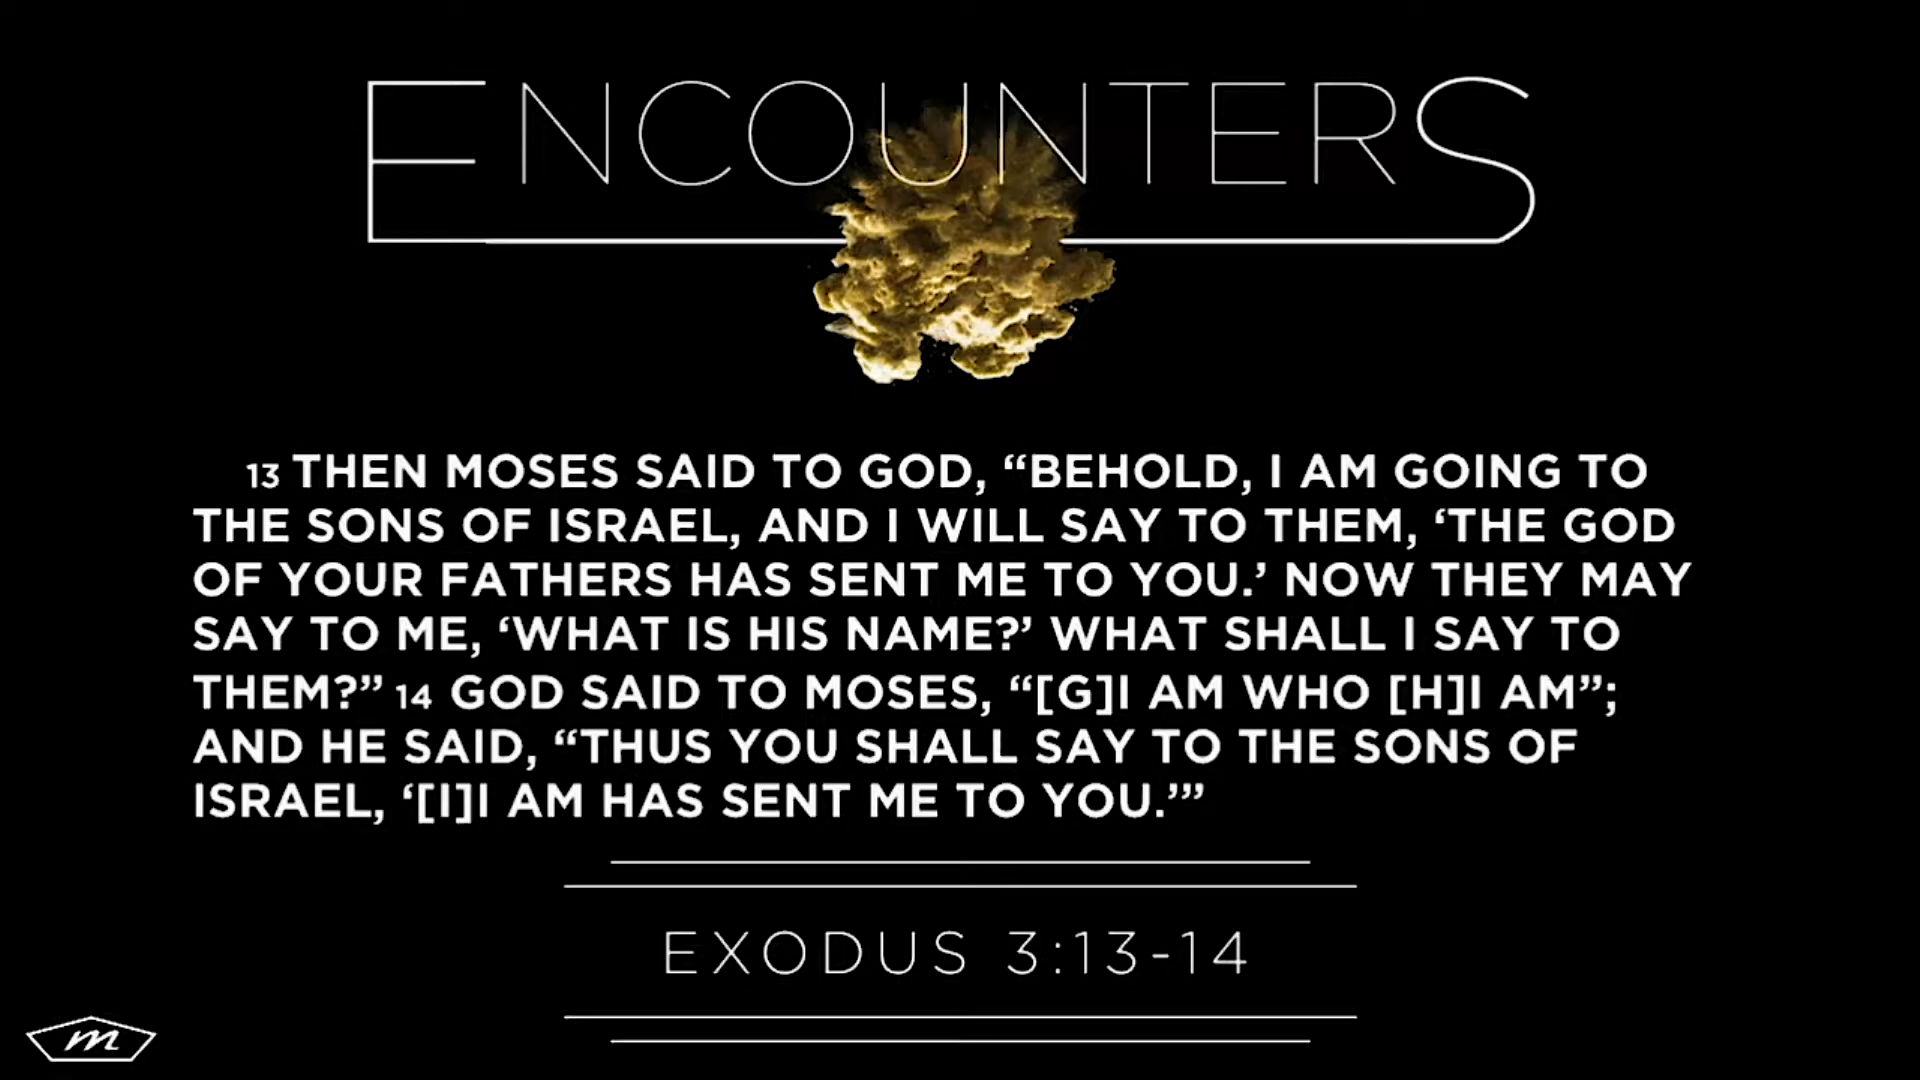 ENCOUNTERS
13 THEN MOSES SAID TO GOD, “BEHOLD, I AM GOING TO
THE SONS OF ISRAEL, AND I WILL SAY TO THEM, ‘THE GOD
OF YOUR FATHERS HAS SENT ME TO YOU.’ NOW THEY MAY
SAY TO ME, ‘WHAT IS HIS NAME?’ WHAT SHALL I SAY TO
THEM?” 14 GOD SAID TO MOSES, “[G]I AM WHO [H]I AM”;
AND HE SAID, “THUS YOU SHALL SAY TO THE SONS OF
ISRAEL, ‘[I]I AM HAS SENT ME TO YOU.’”
EXODUS 3:13-14
m